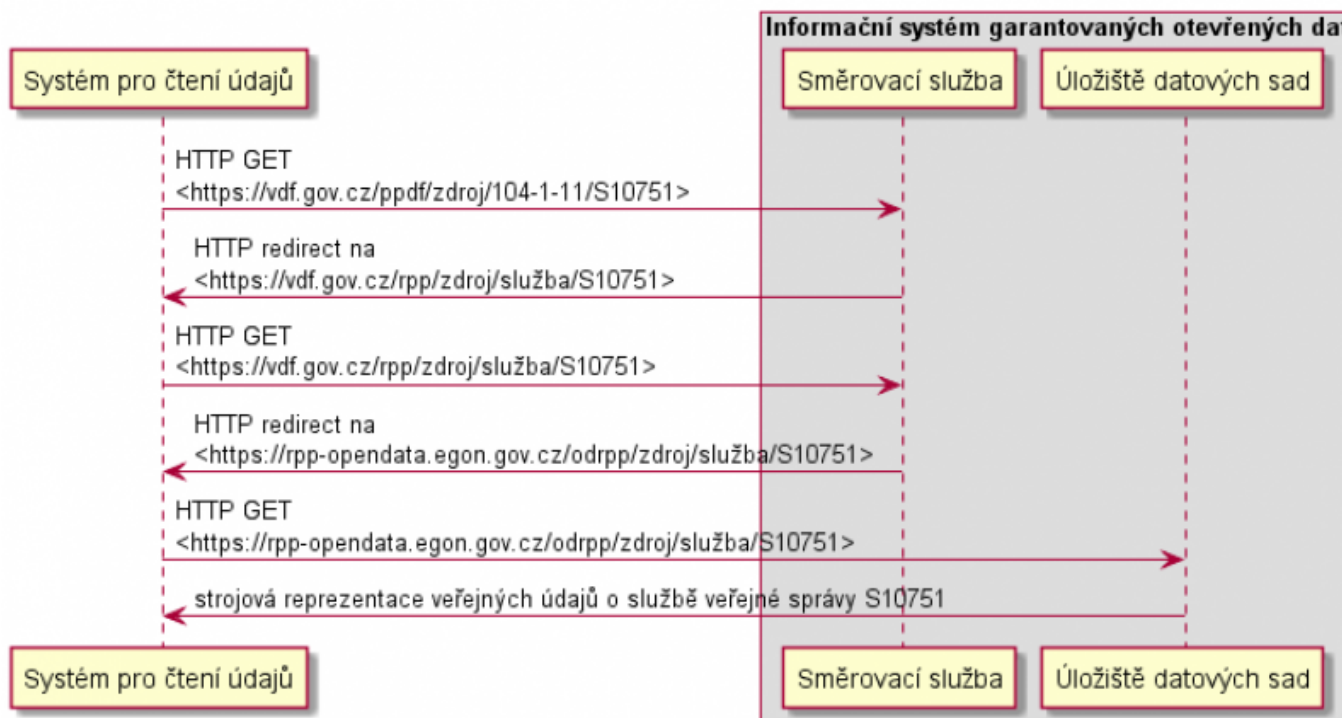 Informační systém garantovaných otevřených dat
Systém pro čtení údajů
Směrovací služba
Úložiště datových sad
HTTP GET
<https://vdf.gov.cz/ppdf/zdroj/104-1-11/S10751>
HTTP redirect na
<https://vdf.gov.cz/rpp/zdroj/služba/S10751>
HTTP GET
<https://vdf.gov.cz/rpp/zdroj/služba/S10751>
HTTP redirect na
<https://rpp-opendata.egon.gov.cz/odrpp/zdroj/služba/S10751>
HTTP GET
<https://rpp-opendata.egon.gov.cz/odrpp/zdroj/služba/S10751>
strojová reprezentace veřejných údajů o službě veřejné správy S10751
Systém pro čtení údajů
Směrovací služba
Úložiště datových sad